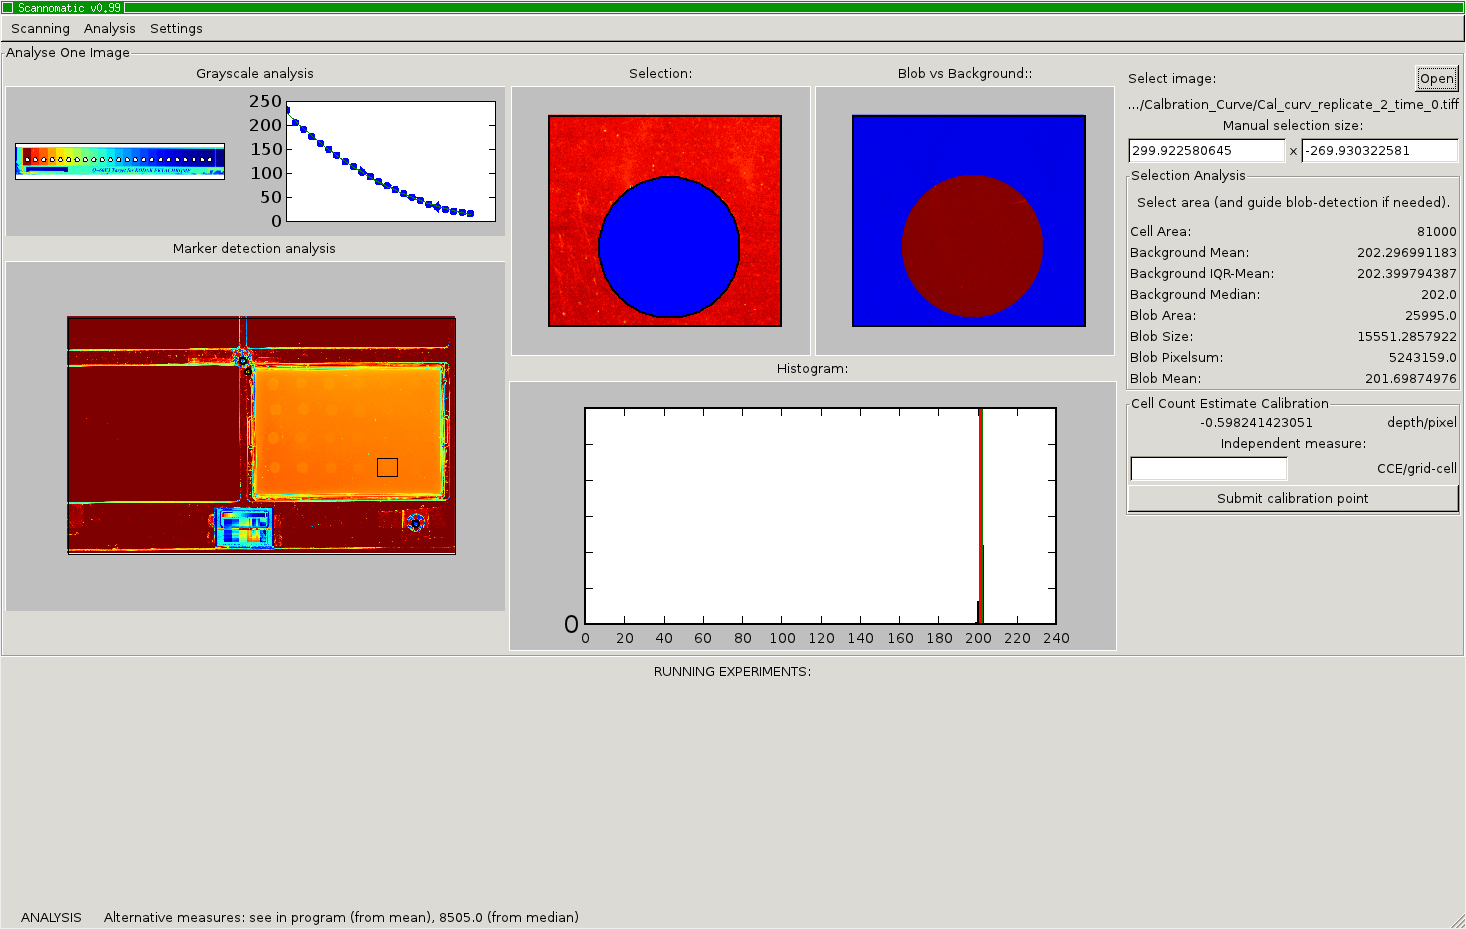 Scannomatic v0.99
Scanning Analysis Settings
Analyse One Image
Grayscale analysis
250
200
150
100
50
0
Marker detection analysis
Selection:
Blob vs Background::
Histogram:
0
0 20 40 60 80 100 120 140 160 180 200 220 240
Select image: Open
.../Calbration_Curve/Cal_curv_replicate_2_time_0.tiff
Manual selection size:
299.922580645 x -269.930322581
Selection Analysis
Select area (and guide blob-detection if needed).
Cell Area: 81000
Background Mean: 202.296991183
Background IQR-Mean: 202.399794387
Background Median: 202.0
Blob Area: 25995.0
Blob Size: 15551.2857922
Blob Pixelsum: 5243159.0
Blob Mean: 201.69874976
Cell Count Estimate Calibration
-0.598241423051 depth/pixel
Independent measure:
CCE/grid-cell
Submit calibration point
RUNNING EXPERIMENTS:
ANALYSIS Alternative measures: see in program (from mean), 8505.0 (from median)